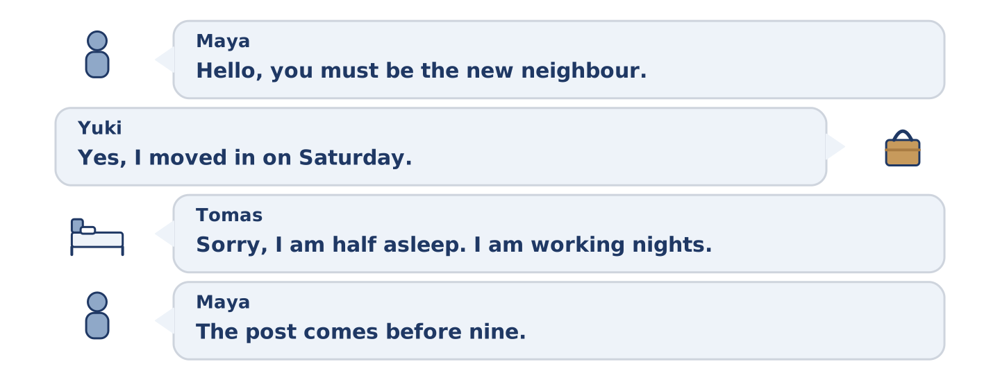 Maya
Hello, you must be the new neighbour.
Yuki
Yes, I moved in on Saturday.
Tomas
Sorry, I am half asleep. I am working nights.
Maya
The post comes before nine.